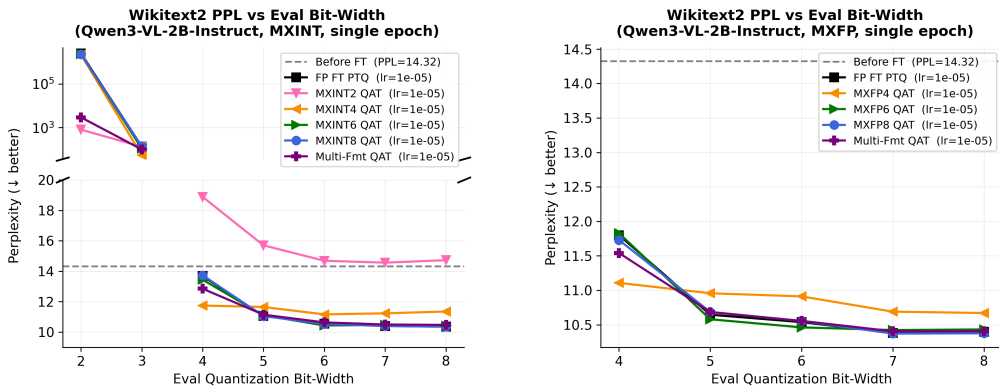 Wikitext2 PPL vs Eval Bit-Width
(Qwen3-VL-2B-Instruct, MXINT, single epoch)
Perplexity (↓ better)
10^5
10^3
20
18
16
14
12
10
2
3
4
5
6
7
8
Eval Quantization Bit-Width
Before FT (PPL=14.32)
FP FT PTQ (lr=1e-05)
MXINT2 QAT (lr=1e-05)
MXINT4 QAT (lr=1e-05)
MXINT6 QAT (lr=1e-05)
MXINT8 QAT (lr=1e-05)
Multi-Fmt QAT (lr=1e-05)
Wikitext2 PPL vs Eval Bit-Width
(Qwen3-VL-2B-Instruct, MXFP, single epoch)
Perplexity (↓ better)
14.5
14.0
13.5
13.0
12.5
12.0
11.5
11.0
10.5
4
5
6
7
8
Eval Quantization Bit-Width
Before FT (PPL=14.32)
FP FT PTQ (lr=1e-05)
MXFP4 QAT (lr=1e-05)
MXFP6 QAT (lr=1e-05)
MXFP8 QAT (lr=1e-05)
Multi-Fmt QAT (lr=1e-05)